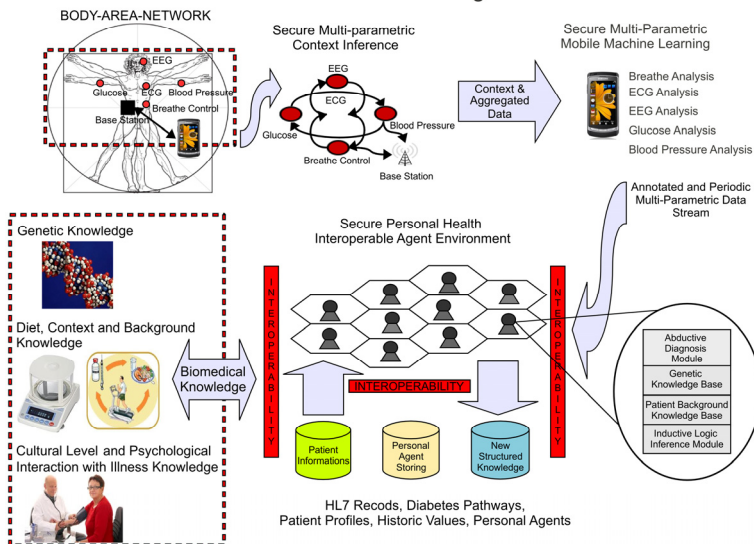 BODY-AREA-NETWORK
EEG
Glucose
ECG
Blood Pressure
Breathe Control
Base Station
Secure Multi-parametric
Context Inference
EEG
ECG
Glucose
Blood Pressure
Breathe Control
Base Station
Context &
Aggregated
Data
Secure Multi-Parametric
Mobile Machine Learning
Breathe Analysis
ECG Analysis
EEG Analysis
Glucose Analysis
Blood Pressure Analysis
Annotated and Periodic
Multi-Parametric Data
Stream
Genetic Knowledge
Diet, Context and Background
Knowledge
Cultural Level and Psychological
Interaction with Illness Knowledge
Biomedical
Knowledge
Secure Personal Health
Interoperable Agent Environment
INTEROPERABILITY
INTEROPERABILITY
INTEROPERABILITY
Patient
Informations
Personal
Agent
Storing
New
Structured
Knowledge
HL7 Recods, Diabetes Pathways,
Patient Profiles, Historic Values, Personal Agents
Abductive
Diagnosis
Module
Genetic
Knowledge Base
Patient Background
Knowledge Base
Inductive Logic
Inference Module